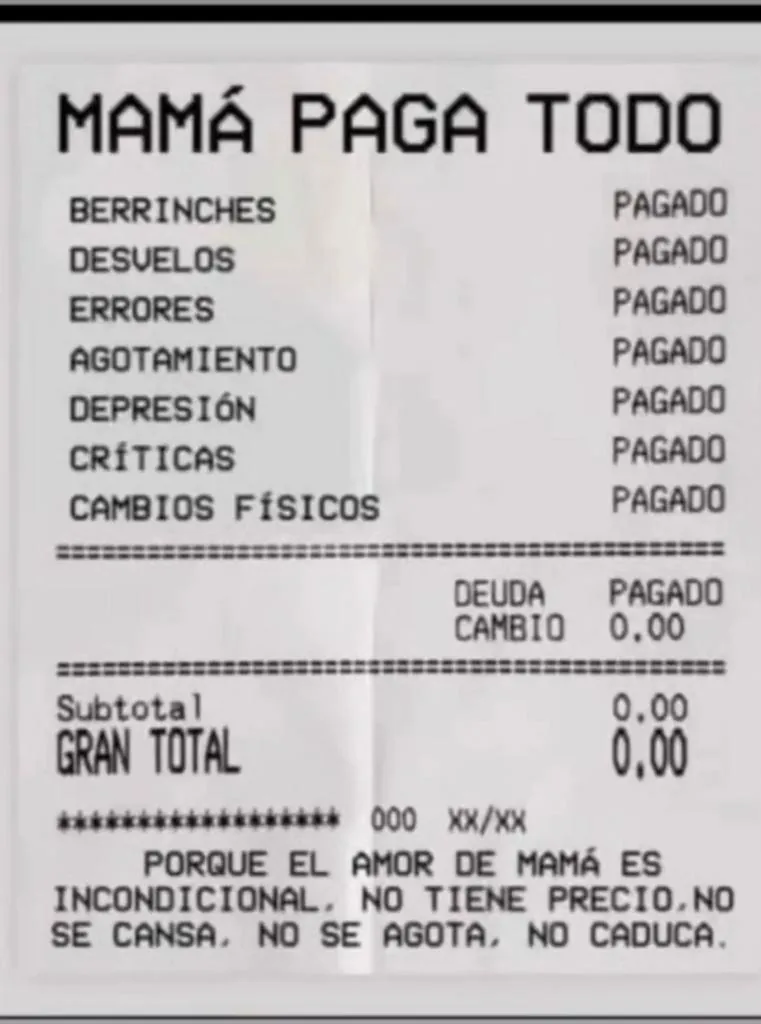 MAMÁ PAGA TODO
BERRINCHES PAGADO
DESVELOS PAGADO
ERRORES PAGADO
AGOTAMIENTO PAGADO
DEPRESIÓN PAGADO
CRÍTICAS PAGADO
CAMBIOS FÍSICOS PAGADO
==========================================
DEUDA PAGADO
CAMBIO 0.00
==========================================
Subtotal 0.00
GRAN TOTAL 0.00
****************** 000 XX/XX
PORQUE EL AMOR DE MAMÁ ES
INCONDICIONAL, NO TIENE PRECIO,NO
SE CANSA, NO SE AGOTA, NO CADUCA.